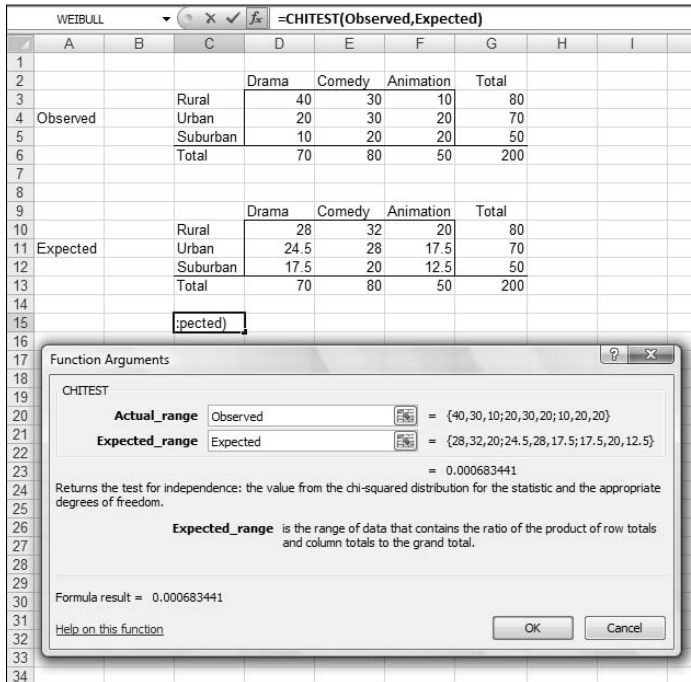 WEIBULL =CHITEST(Observed,Expected)
A B C D E F G H I
1
2 Drama Comedy Animation Total
3 Rural 40 30 10 80
4 Observed Urban 20 30 20 70
5 Suburban 10 20 20 50
6 Total 70 80 50 200
7
8
9 Drama Comedy Animation Total
10 Rural 28 32 20 80
11 Expected Urban 24.5 28 17.5 70
12 Suburban 17.5 20 12.5 50
13 Total 70 80 50 200
14
15 :pected)
16
17 Function Arguments
18
19 CHITEST
20 Actual_range Observed = {40,30,10;20,30,20;10,20,20}
21
22 Expected_range Expected = {28,32,20;24.5,28,17.5;17.5,20,12.5}
23 = 0.000683441
24 Returns the test for independence: the value from the chi-squared distribution for the statistic and the appropriate
25 degrees of freedom.
26 Expected_range is the range of data that contains the ratio of the product of row totals
27 and column totals to the grand total.
28
29
30 Formula result = 0.000683441
31
32 Help on this function OK Cancel
33
34